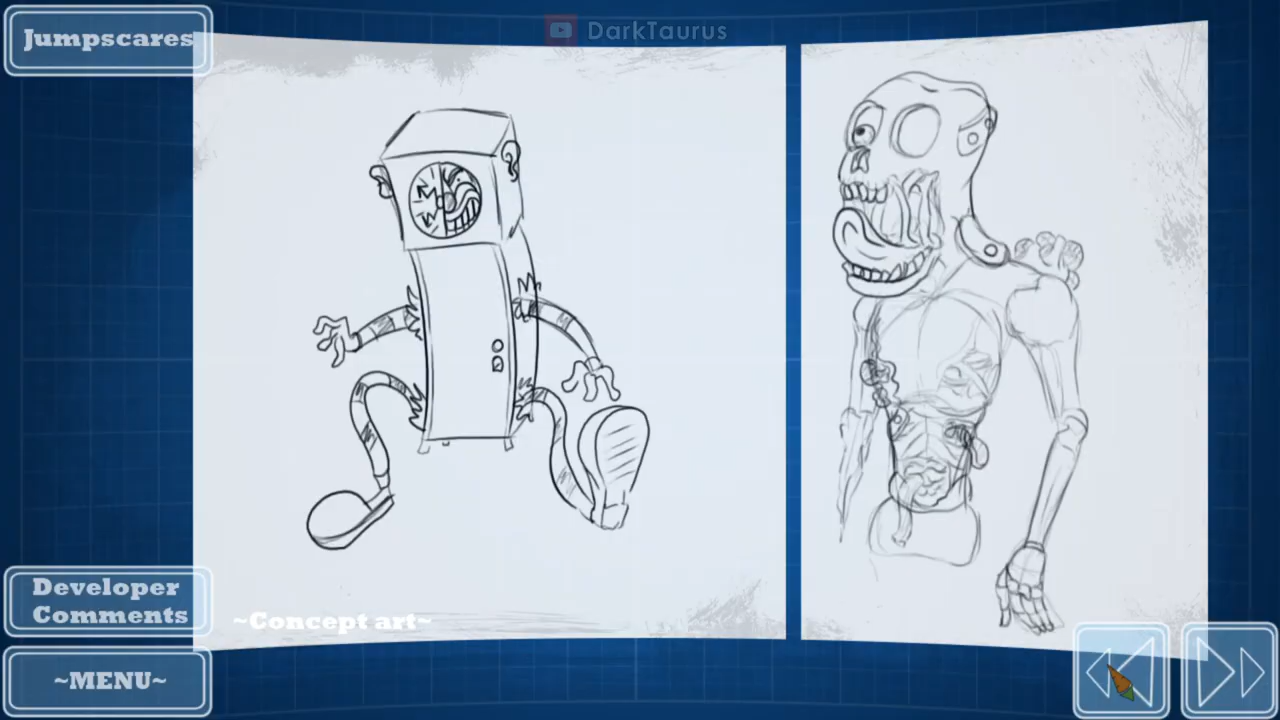 Jumpscares
DarkTaurus
Developer
Comments
~Concept art~
~MENU~